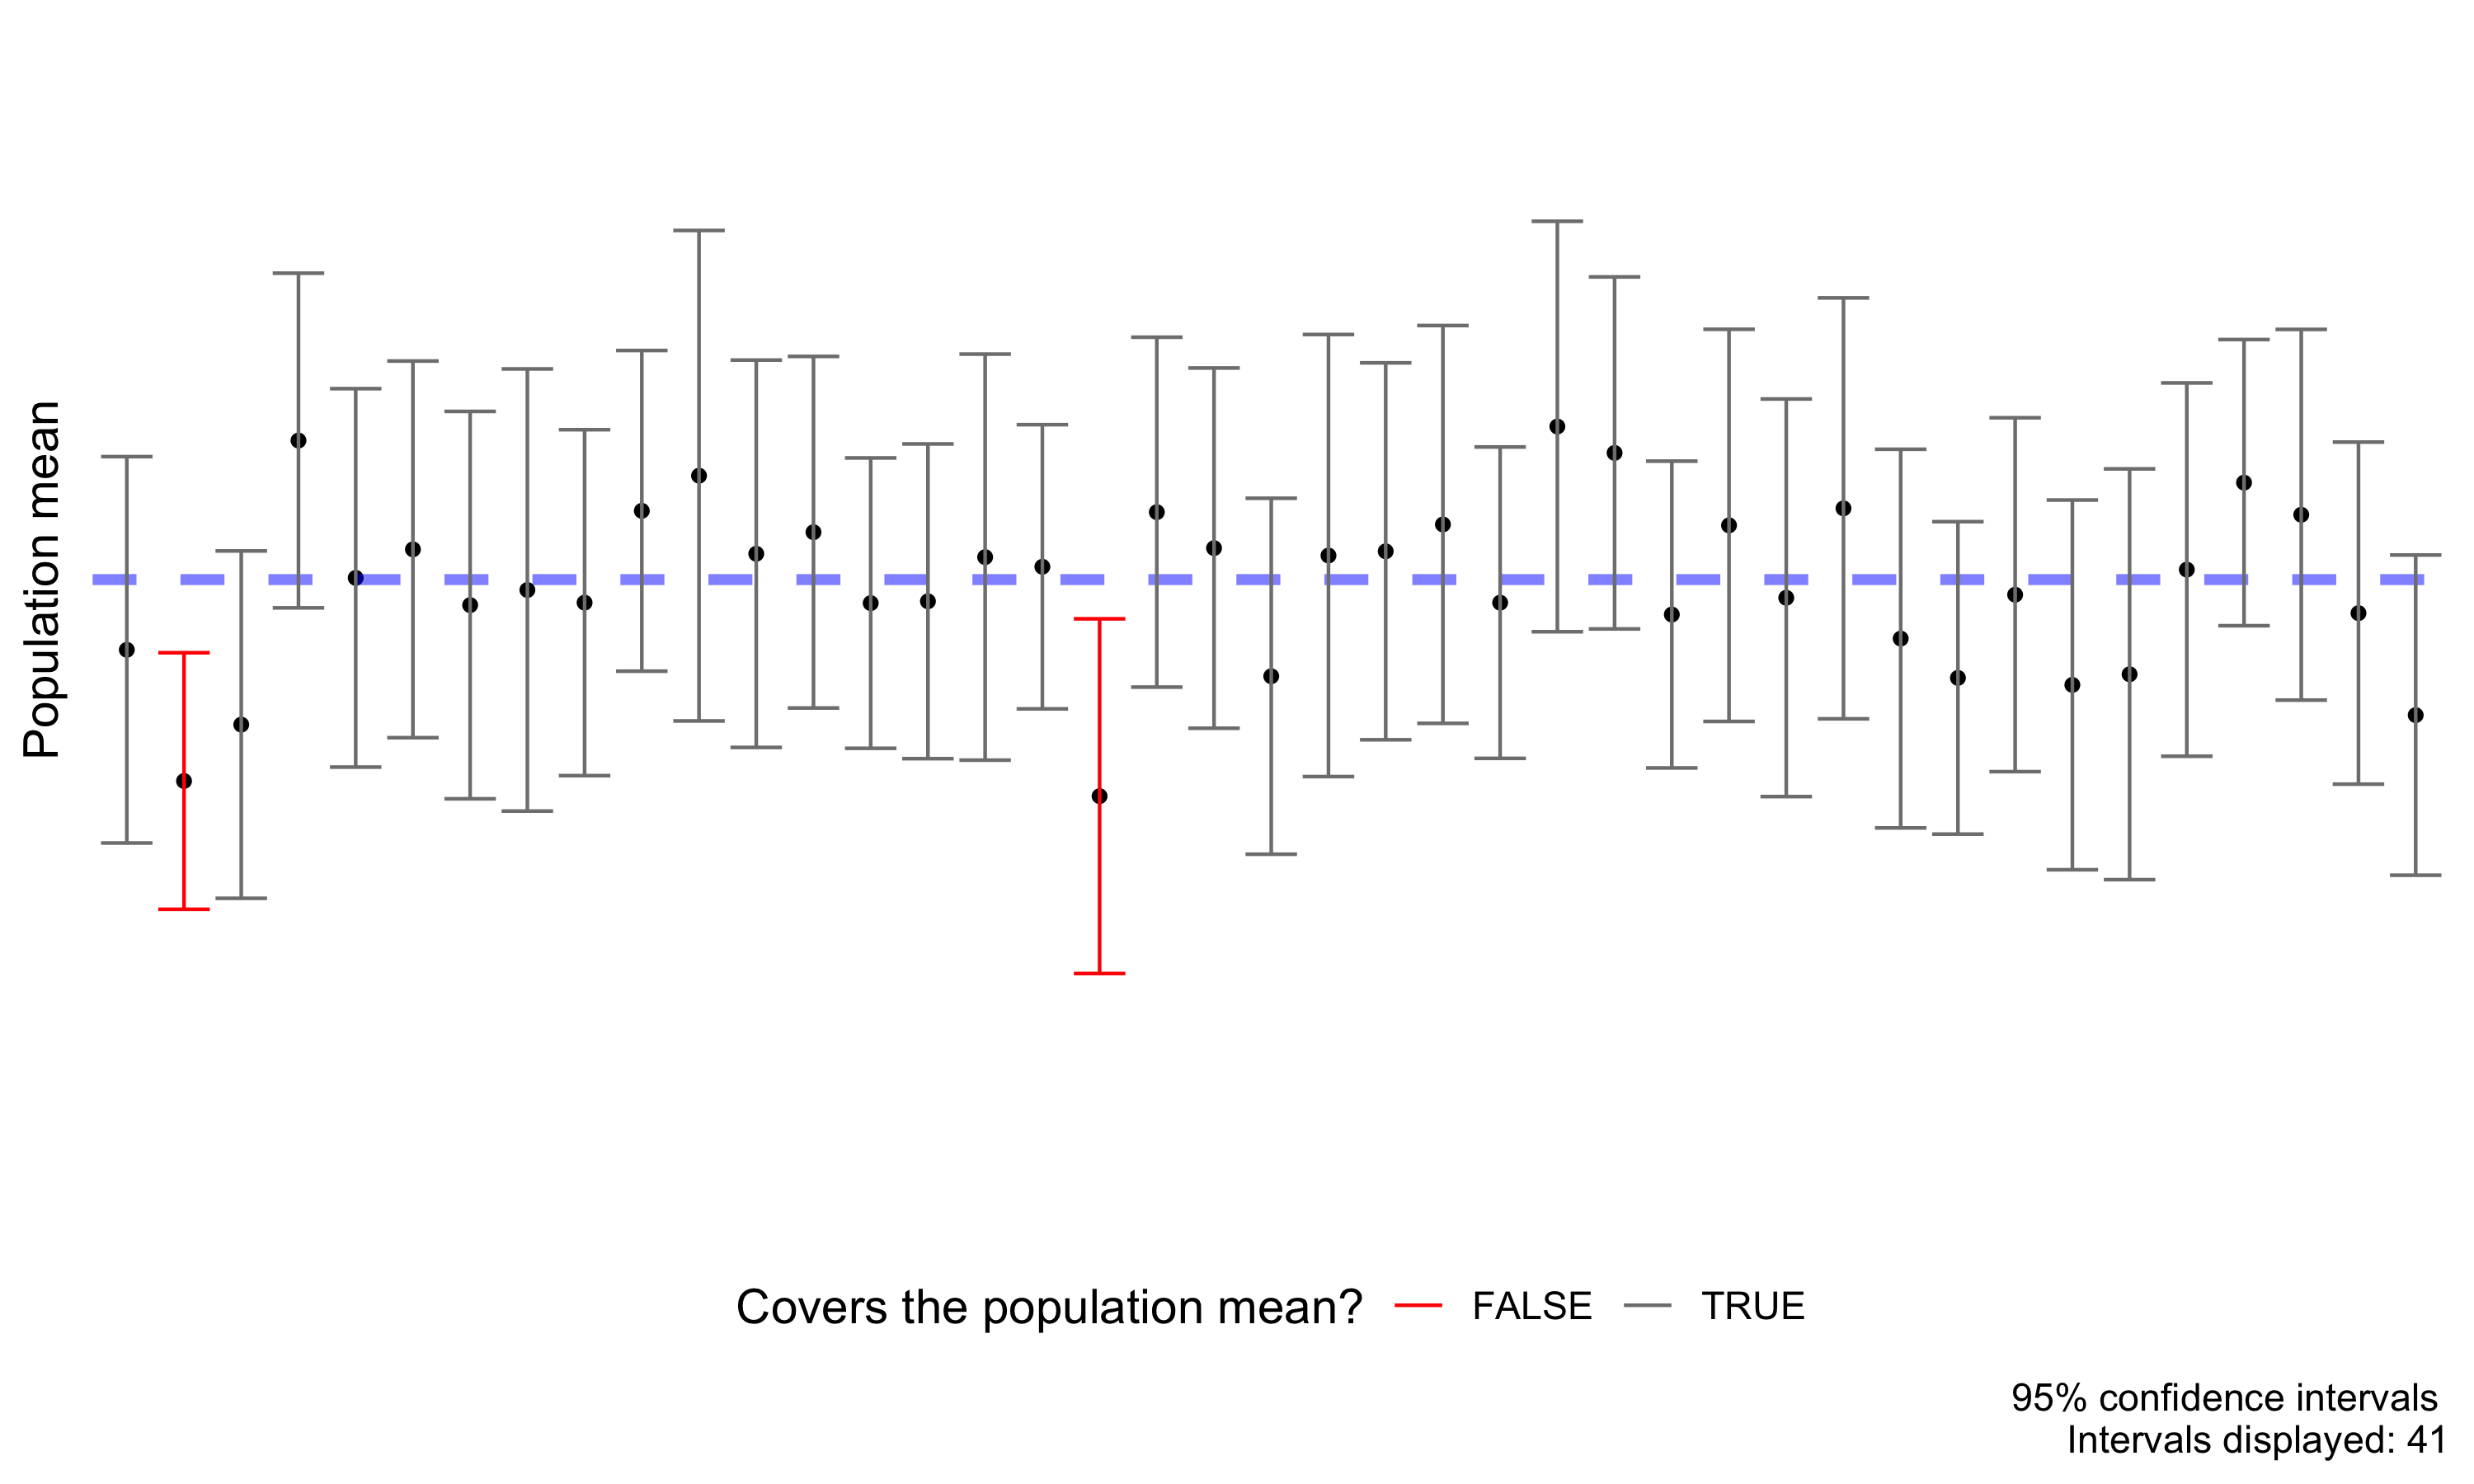 Population mean
Covers the population mean? FALSE TRUE
95% confidence intervals
Intervals displayed: 41